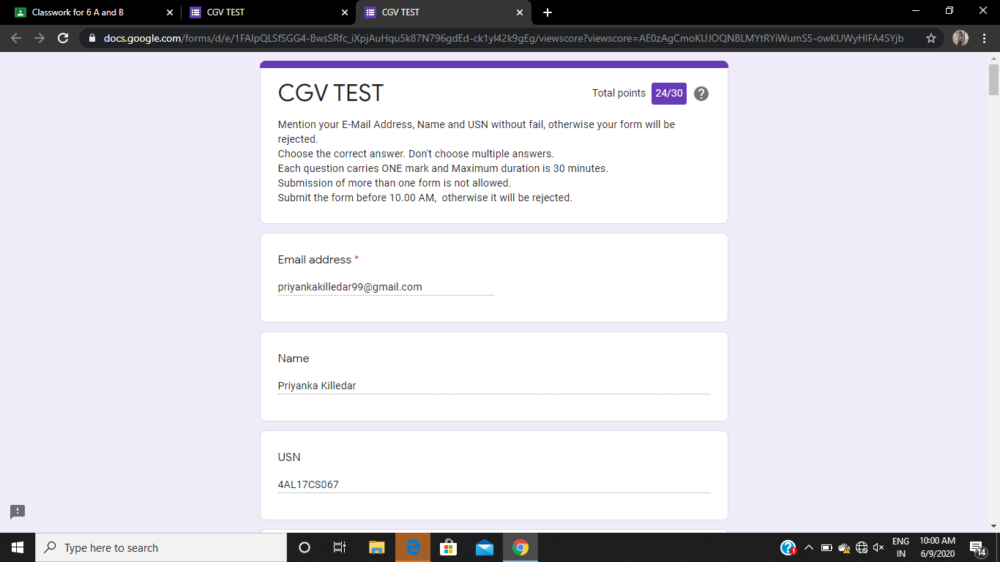 Classwork for 6 A and B
CGV TEST
CGV TEST
docs.google.com/forms/d/e/1FAIpQLSfSGG4-BwsSRfc_iXpjAuHqu5k87N796gdEd-ck1yI42k9gEg/viewscore?viewscore=AE0zAgCmoKUJOQNBLMYtRYiWumS5-owKUWyHIFA4SYjb
CGV TEST
Total points 24/30
Mention your E-Mail Address, Name and USN without fail, otherwise your form will be
rejected.
Choose the correct answer. Don't choose multiple answers.
Each question carries ONE mark and Maximum duration is 30 minutes.
Submission of more than one form is not allowed.
Submit the form before 10.00 AM,  otherwise it will be rejected.
Email address *
priyankakilledar99@gmail.com
Name
Priyanka Killedar
USN
4AL17CS067
Type here to search
ENG
IN
10:00 AM
6/9/2020
14